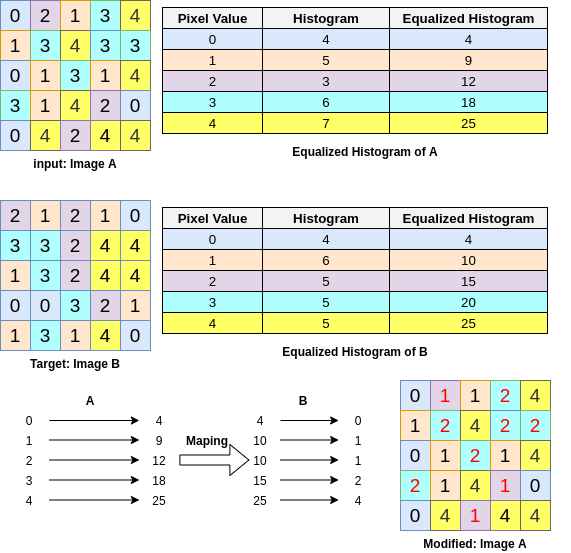 0 2 1 3 4
1 3 4 3 3
0 1 3 1 4
3 1 4 2 0
0 4 2 4 4
input: Image A
Pixel Value Histogram Equalized Histogram
0 4 4
1 5 9
2 3 12
3 6 18
4 7 25
Equalized Histogram of A
2 1 2 1 0
3 3 2 4 4
1 3 2 4 4
0 0 3 2 1
1 3 1 4 0
Target: Image B
Pixel Value Histogram Equalized Histogram
0 4 4
1 6 10
2 5 15
3 5 20
4 5 25
Equalized Histogram of B
A
0 4
1 9
2 12
3 18
4 25
Maping
B
4 0
10 1
10 1
15 2
25 4
0 1 1 2 4
1 2 4 2 2
0 1 2 1 4
2 1 4 1 0
0 4 1 4 4
Modified: Image A